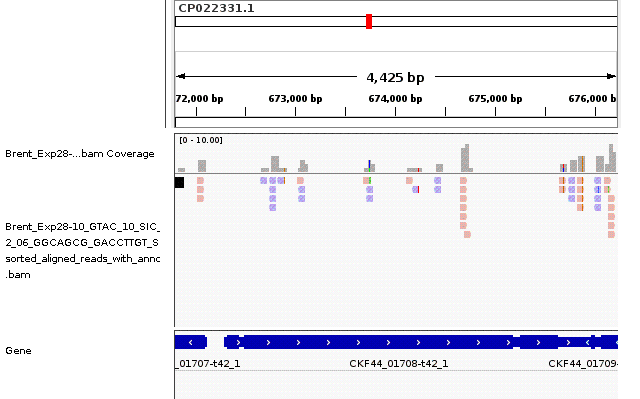 CP022331.1
4,425 bp
72,000 bp 673,000 bp 674,000 bp 675,000 bp 676,000 b
[0 - 10.00]
Brent_Exp28-...bam Coverage
Brent_Exp28-10_GTAC_10_SIC_
2_06_GGCAGCG_GACCTTGT_S
sorted_aligned_reads_with_annc
.bam
Gene
_01707-t42_1 CKF44_01708-t42_1 CKF44_01709-